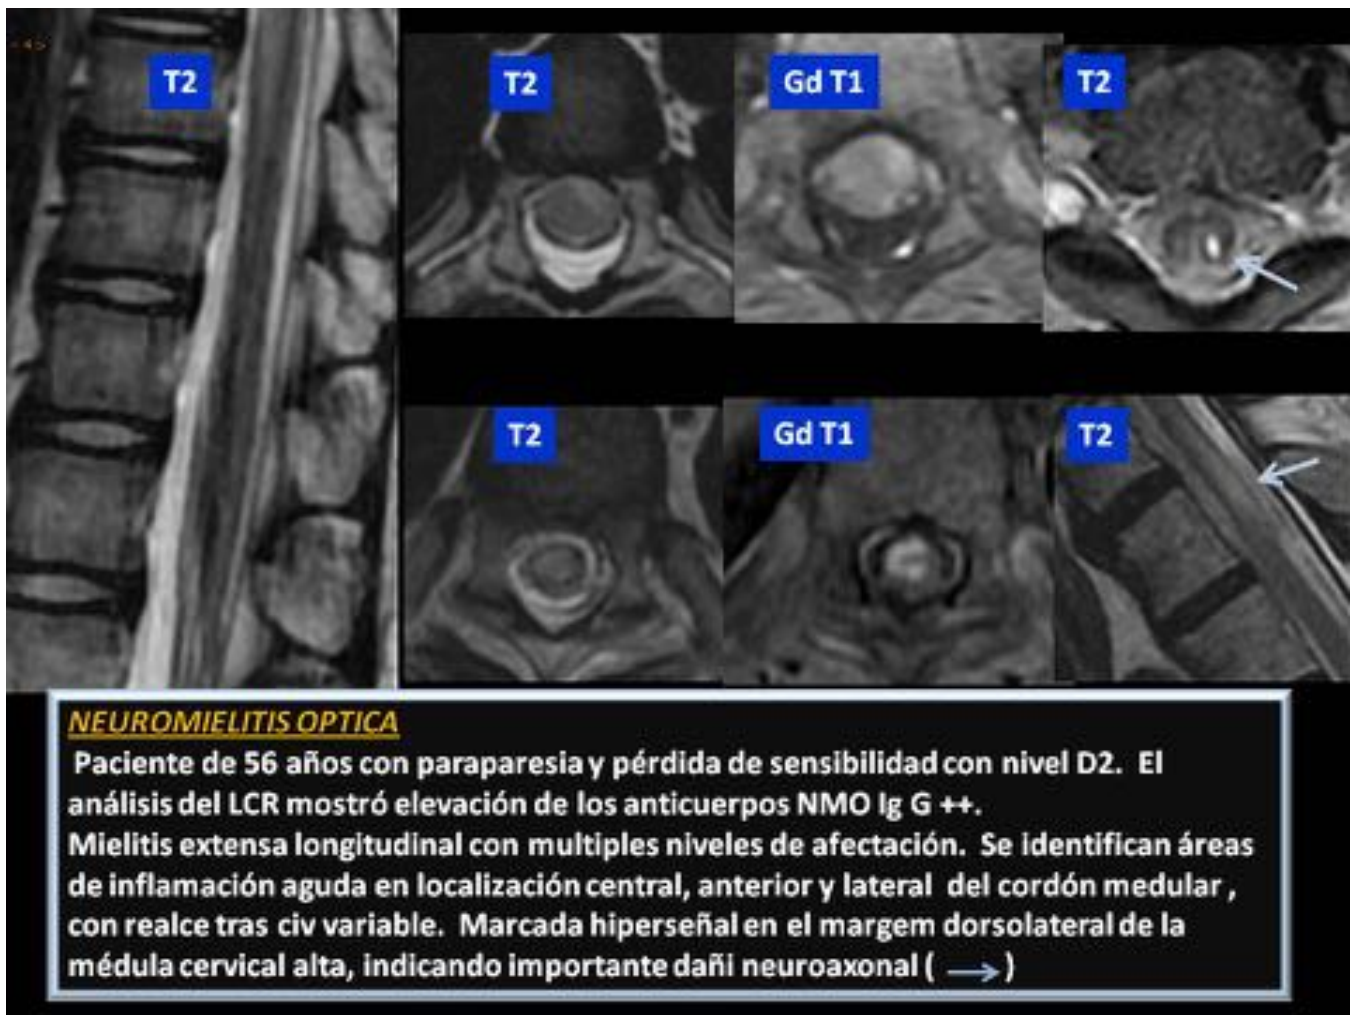 T2
T2
Gd T1
T2
T2
Gd T1
T2
NEUROMIELITIS OPTICA
Paciente de 56 años con paraparesia y pérdida de sensibilidad con nivel D2. El
análisis del LCR mostró elevación de los anticuerpos NMO Ig G ++.
Mielitis extensa longitudinal con multiples niveles de afectación. Se identifican áreas
de inflamación aguda en localización central, anterior y lateral del cordón medular ,
con realce tras civ variable. Marcada hiperseñal en el margem dorsolateral de la
médula cervical alta, indicando importante dañi neuroaxonal ( → )